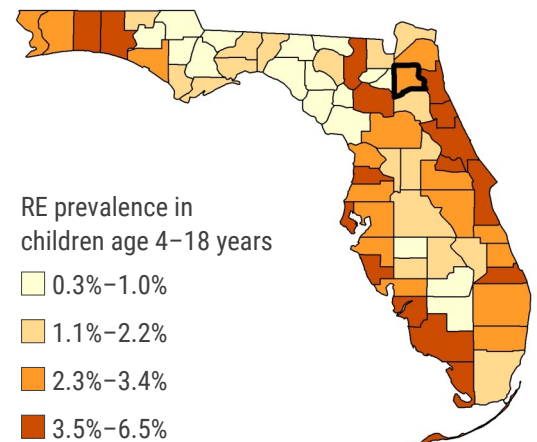 RE prevalence in
children age 4–18 years
0.3%–1.0%
1.1%–2.2%
2.3%–3.4%
3.5%–6.5%